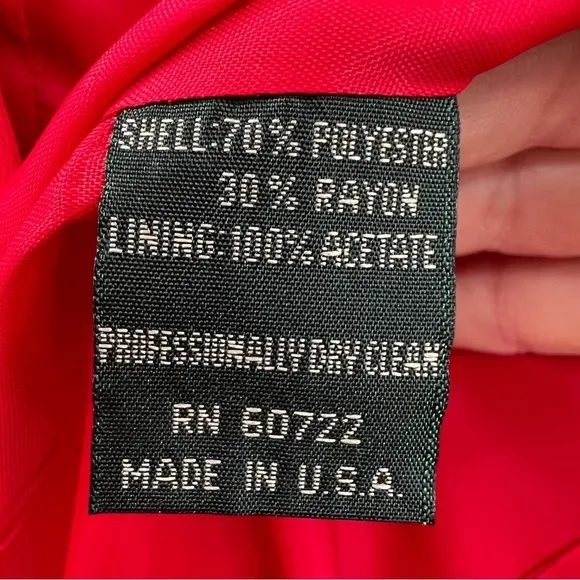 SHELL:70% POLYESTER
30% RAYON
LINING:100% ACETATE
PROFESSIONALLY DRY CLEAN
RN 60722
MADE IN U.S.A.